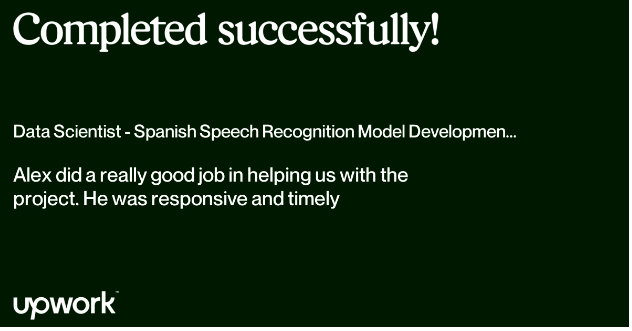 Completed successfully!
Data Scientist - Spanish Speech Recognition Model Developmen...
Alex did a really good job in helping us with the
project. He was responsive and timely
upwork™